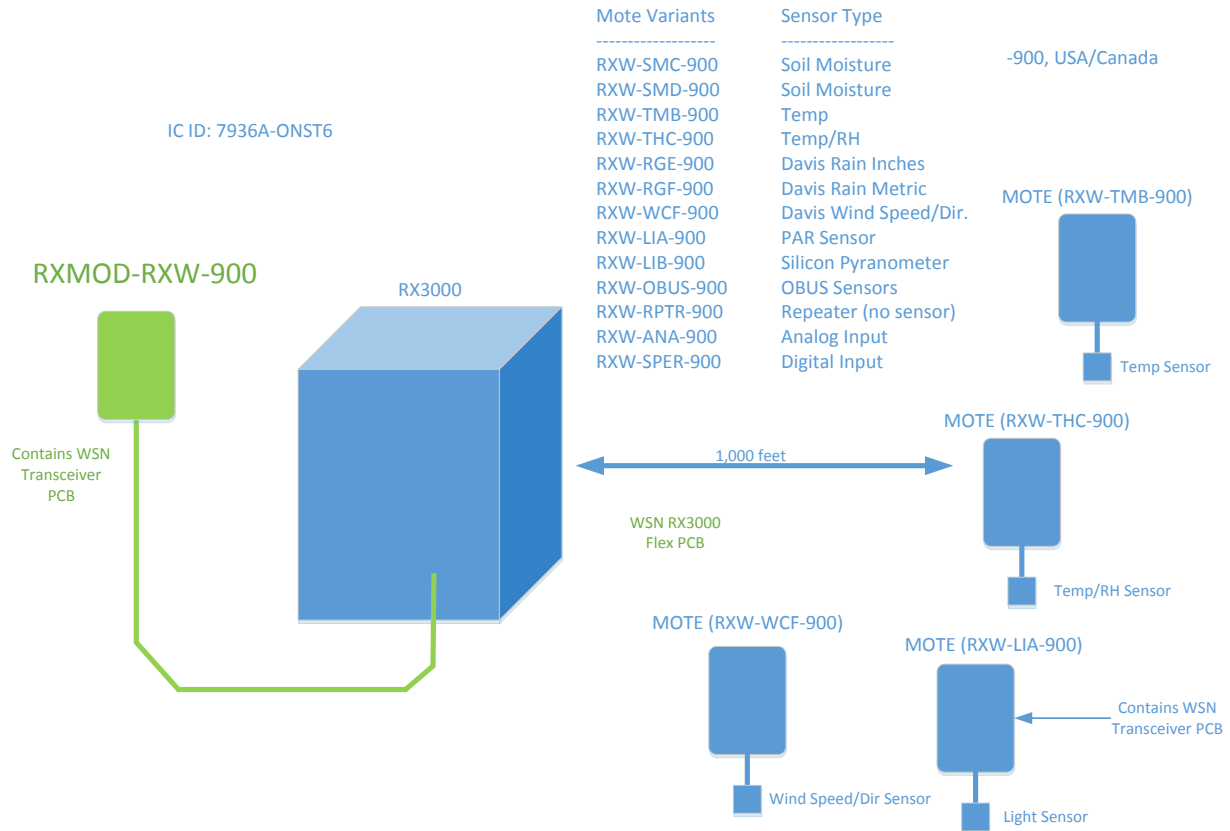 Mote Variants Sensor Type
------------------ -----------------
RXW-SMC-900 Soil Moisture
RXW-SMD-900 Soil Moisture
RXW-TMB-900 Temp
RXW-THC-900 Temp/RH
RXW-RGE-900 Davis Rain Inches
RXW-RGF-900 Davis Rain Metric
RXW-WCF-900 Davis Wind Speed/Dir.
RXW-LIA-900 PAR Sensor
RXW-LIB-900 Silicon Pyranometer
RXW-OBUS-900 OBUS Sensors
RXW-RPTR-900 Repeater (no sensor)
RXW-ANA-900 Analog Input
RXW-SPER-900 Digital Input
-900, USA/Canada
IC ID: 7936A-ONST6
MOTE (RXW-TMB-900)
Temp Sensor
RXMOD-RXW-900
RX3000
Contains WSN
Transceiver
PCB
1,000 feet
WSN RX3000
Flex PCB
MOTE (RXW-THC-900)
Temp/RH Sensor
MOTE (RXW-WCF-900)
Wind Speed/Dir Sensor
MOTE (RXW-LIA-900)
Contains WSN
Transceiver PCB
Light Sensor